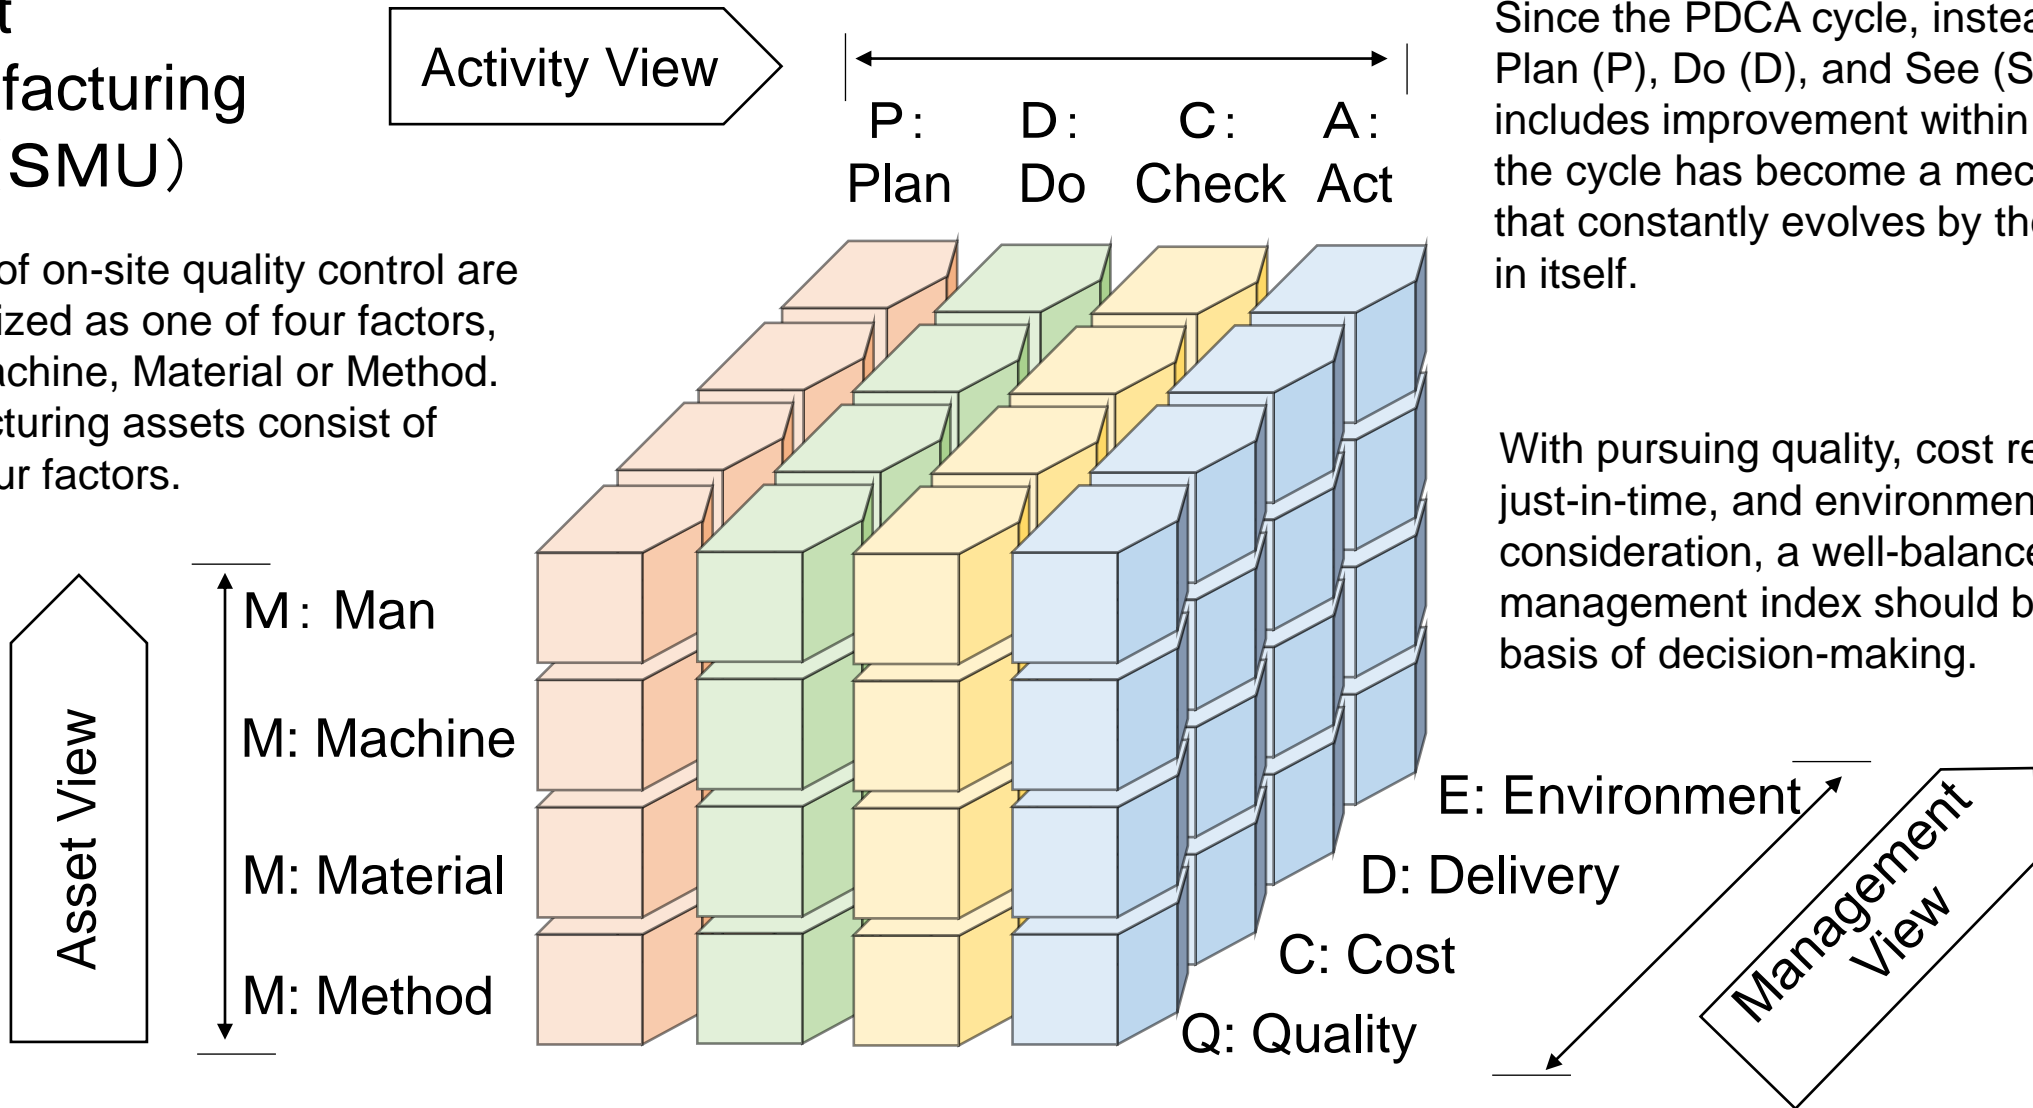 t
facturing
SMU）
of on-site quality control are
ized as one of four factors,
achine, Material or Method.
cturing assets consist of
ur factors.
Activity View
P： D： C： A：
Plan Do Check Act
Since the PDCA cycle, instea
Plan (P), Do (D), and See (S
includes improvement within
the cycle has become a mec
that constantly evolves by the
in itself.
With pursuing quality, cost re
just-in-time, and environmen
consideration, a well-balance
management index should b
basis of decision-making.
Asset View
M： Man
M: Machine
M: Material
M: Method
E: Environment
D: Delivery
C: Cost
Q: Quality
Management
View